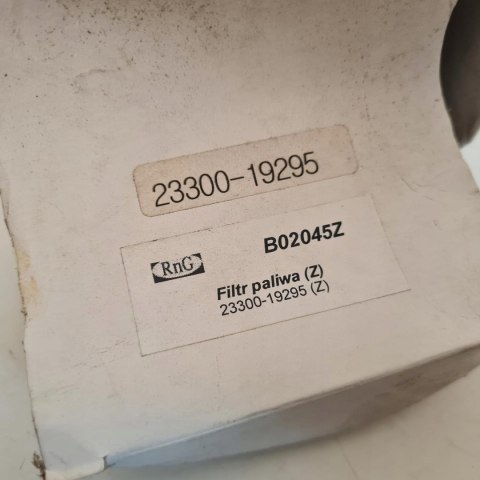 23300-19295
B02045Z
RnG
Filtr paliwa (Z)
23300-19295 (Z)